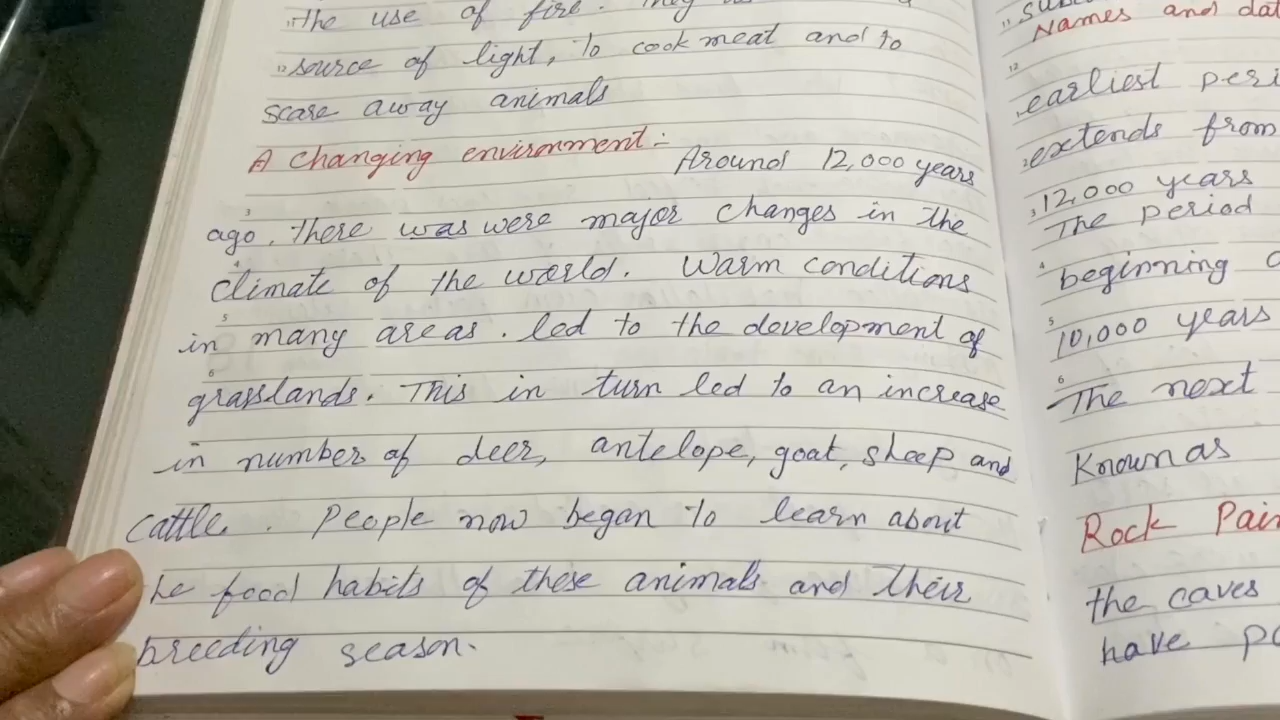 the use of fire. They
source of light, to cook meat and to
scare away animals
A changing environment:- Around 12,000 years
ago, there was were major changes in the
climate of the world. Warm conditions
in many areas. led to the development of
grasslands. This in turn led to an increase
in number of deer, antelope, goat, sheep and
cattle. People now began to learn about
he food habits of these animals and their
breeding season.
Names and dat
earliest peri
extends from
12,000 years
The period
beginning
10,000 years
The next
Known as
Rock Pain
the caves
have